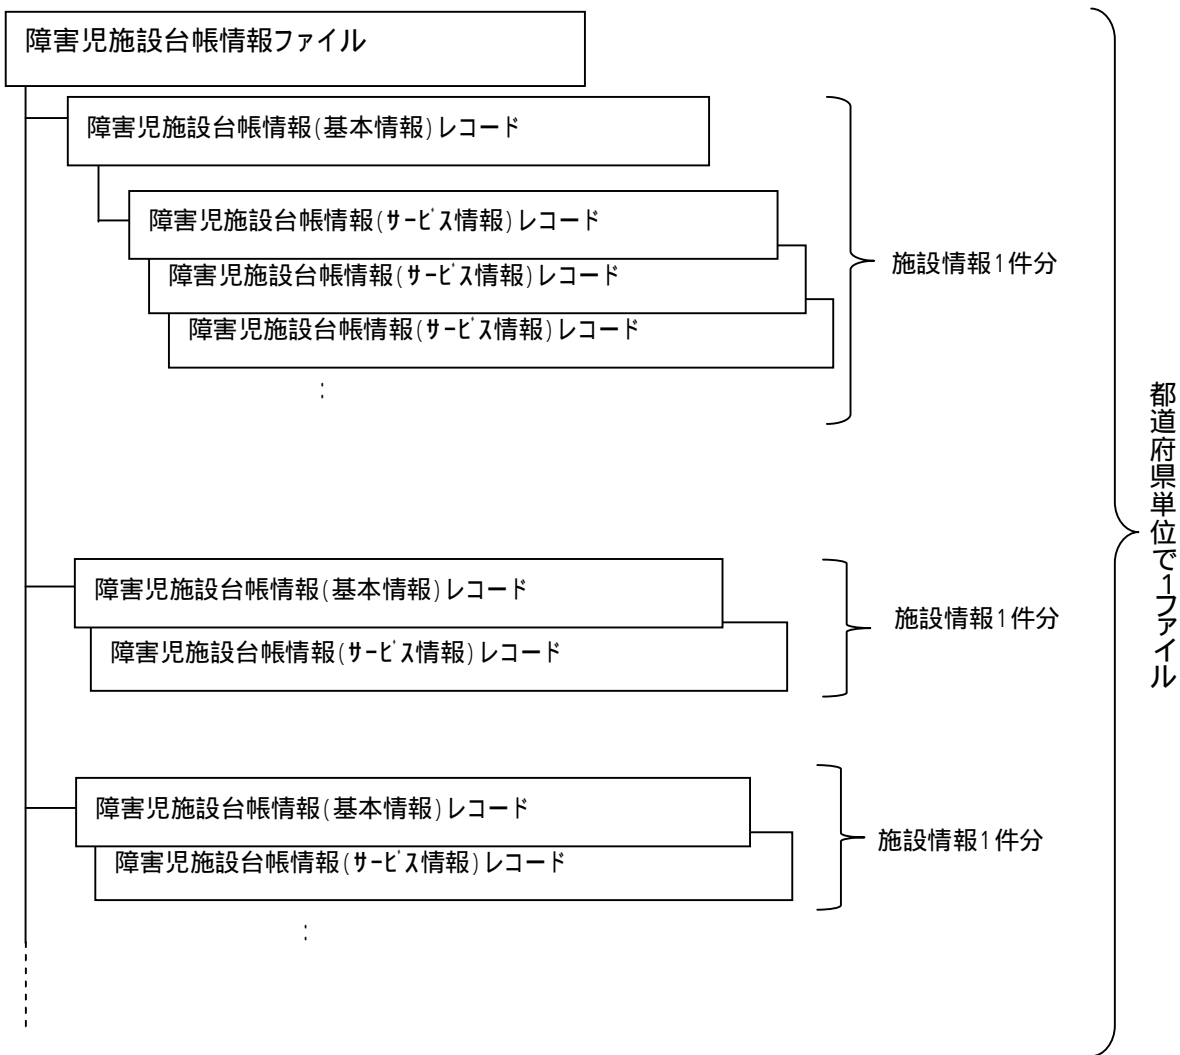 障害児施設台帳情報ファイル
障害児施設台帳情報(基本情報)レコード
障害児施設台帳情報(ｻｰﾋﾞｽ情報)レコード
障害児施設台帳情報(ｻｰﾋﾞｽ情報)レコード
障害児施設台帳情報(ｻｰﾋﾞｽ情報)レコード
:
施設情報1件分
障害児施設台帳情報(基本情報)レコード
障害児施設台帳情報(ｻｰﾋﾞｽ情報)レコード
施設情報1件分
障害児施設台帳情報(基本情報)レコード
障害児施設台帳情報(ｻｰﾋﾞｽ情報)レコード
:
施設情報1件分
都道府県単位で1ファイル